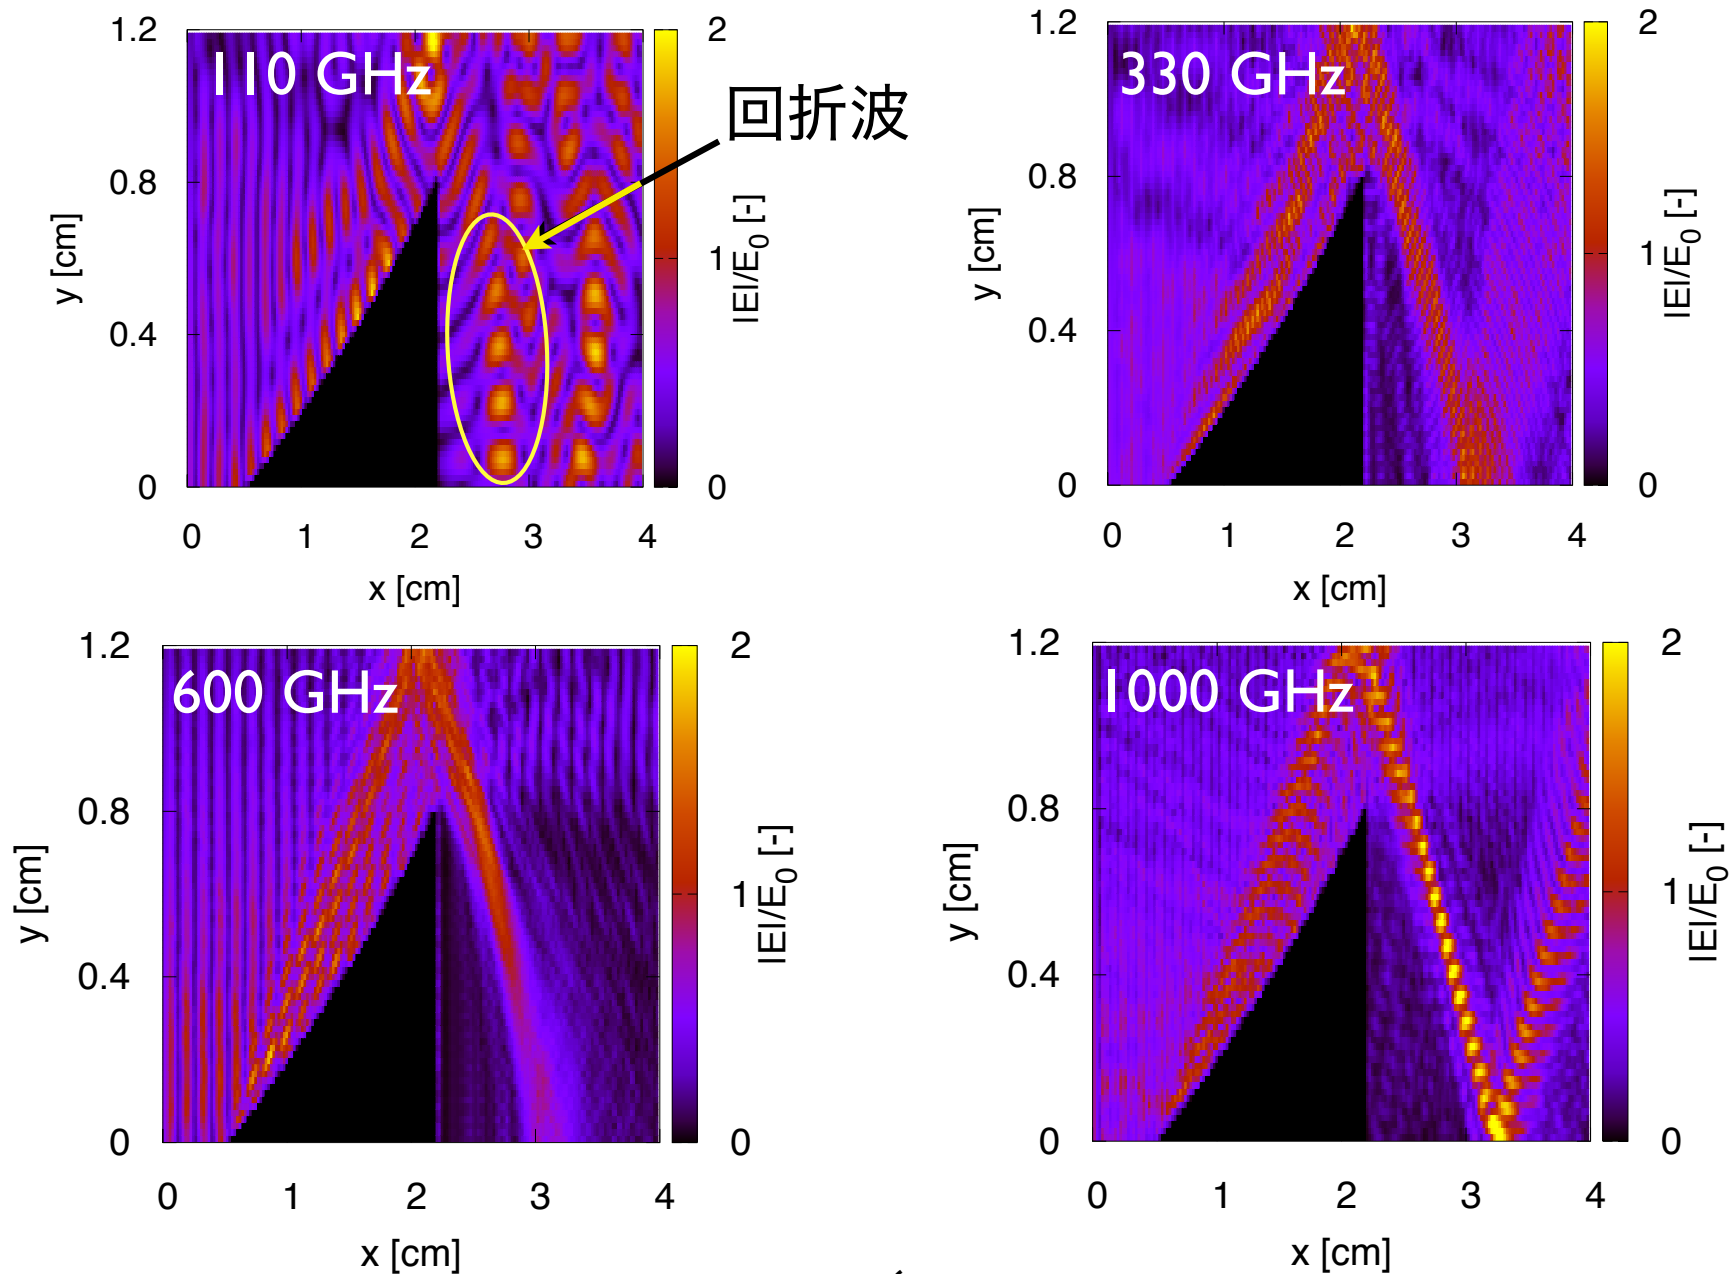 110 GHz
1.2
0.8
0.4
0
0 1 2 3 4
x [cm]
y [cm]
2
1
0
|E|/E0 [-]
回折波
330 GHz
1.2
0.8
0.4
0
0 1 2 3 4
x [cm]
y [cm]
2
1
0
|E|/E0 [-]
600 GHz
1.2
0.8
0.4
0
0 1 2 3 4
x [cm]
y [cm]
2
1
0
|E|/E0 [-]
1000 GHz
1.2
0.8
0.4
0
0 1 2 3 4
x [cm]
y [cm]
2
1
0
|E|/E0 [-]